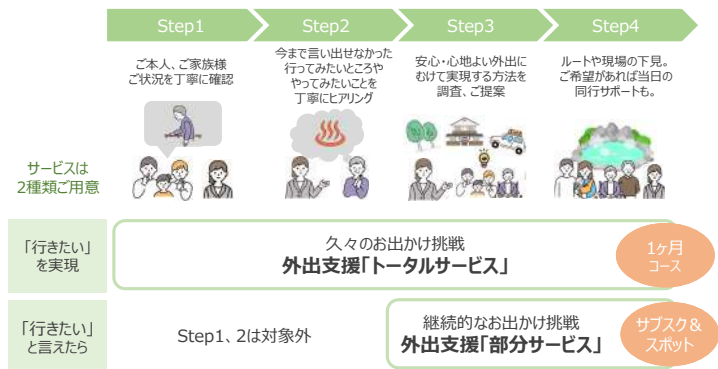 Step1
Step2
Step3
Step4
ご本人、ご家族様
ご状況を丁寧に確認
今まで言い出せなかった
行ってみたいところや
やってみたいことを
丁寧にヒアリング
安心・心地よい外出に
むけて実現する方法を
調査、ご提案
ルートや現場の下見。
ご希望があれば当日の
同行サポートも。
サービスは
2種類ご用意
「行きたい」
を実現
久々のお出かけ挑戦
外出支援「トータルサービス」
1ヶ月
コース
「行きたい」
と言えたら
Step1、2は対象外
継続的なお出かけ挑戦
外出支援「部分サービス」
サブスク&
スポット